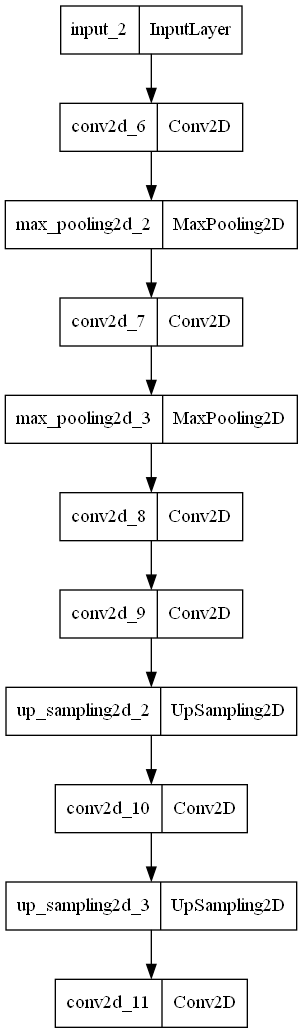 input_2 InputLayer
conv2d_6 Conv2D
max_pooling2d_2 MaxPooling2D
conv2d_7 Conv2D
max_pooling2d_3 MaxPooling2D
conv2d_8 Conv2D
conv2d_9 Conv2D
up_sampling2d_2 UpSampling2D
conv2d_10 Conv2D
up_sampling2d_3 UpSampling2D
conv2d_11 Conv2D